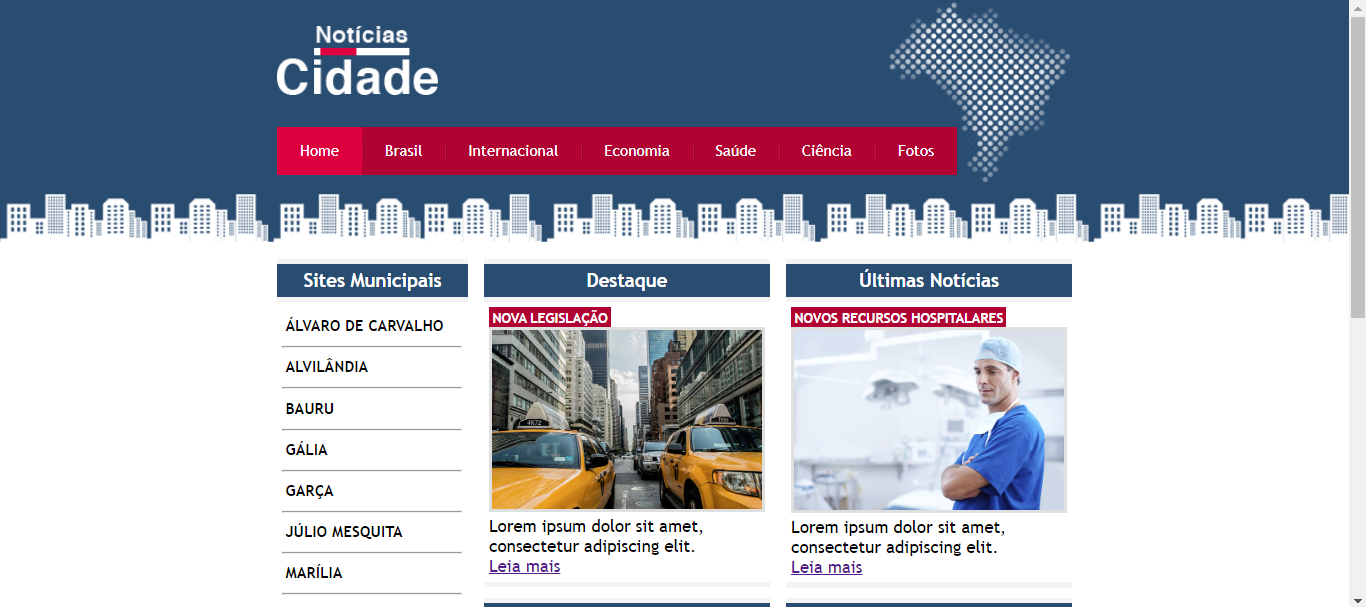 Notícias
Cidade
Home Brasil Internacional Economia Saúde Ciência Fotos
Sites Municipais
ÁLVARO DE CARVALHO
ALVILÂNDIA
BAURU
GÁLIA
GARÇA
JÚLIO MESQUITA
MARÍLIA
Destaque
NOVA LEGISLAÇÃO
4K72
Lorem ipsum dolor sit amet,
consectetur adipiscing elit.
Leia mais
Últimas Notícias
NOVOS RECURSOS HOSPITALARES
Lorem ipsum dolor sit amet,
consectetur adipiscing elit.
Leia mais